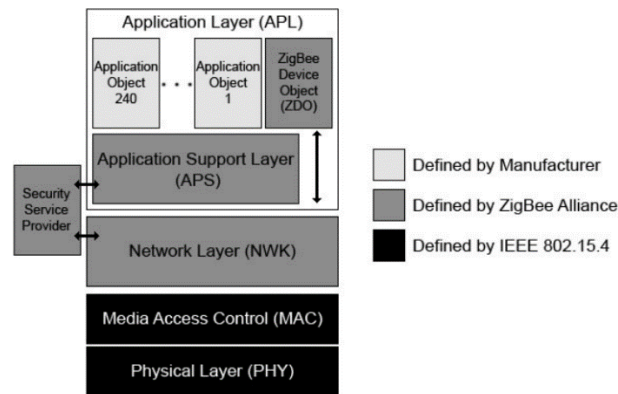 Application Layer (APL)
Application
Object
240
. . .
Application
Object
1
ZigBee
Device
Object
(ZDO)
Application Support Layer
(APS)
Security
Service
Provider
Network Layer (NWK)
Media Access Control (MAC)
Physical Layer (PHY)
Defined by Manufacturer
Defined by ZigBee Alliance
Defined by IEEE 802.15.4